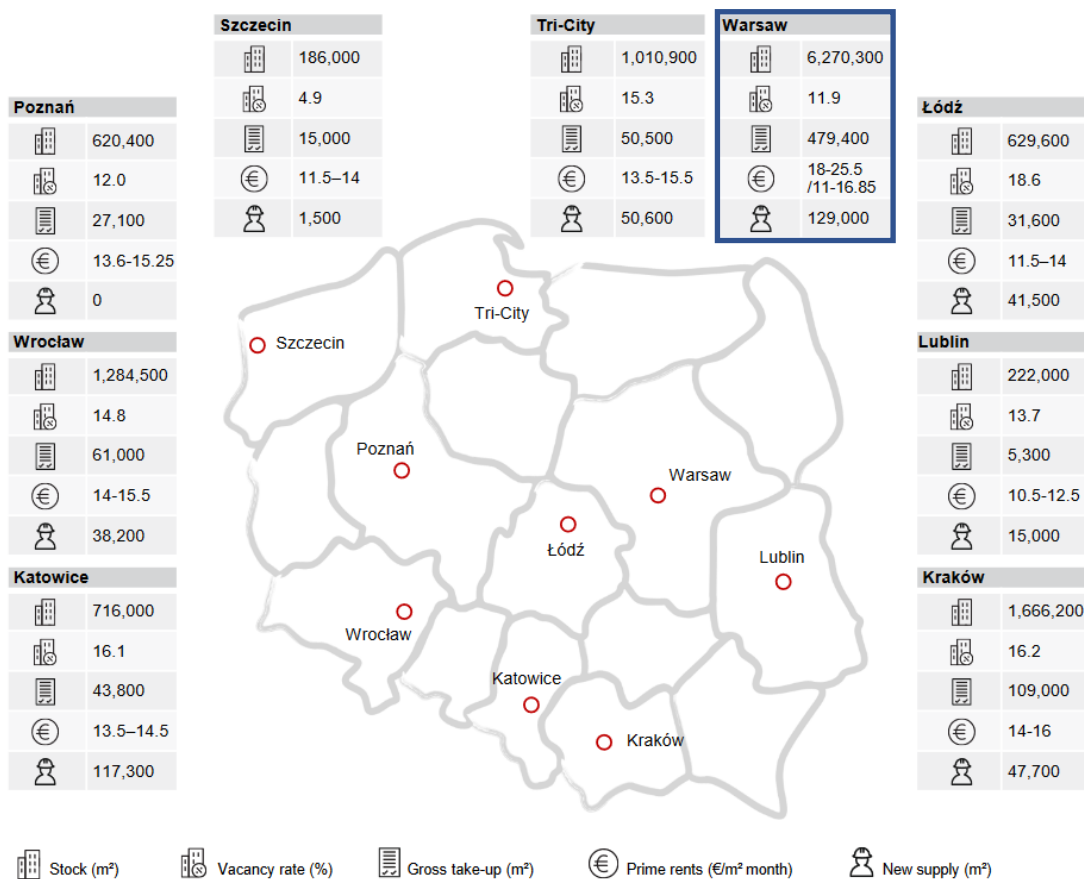 Szczecin
186,000
4.9
15,000
11.5–14
1,500
Tri-City
1,010,900
15.3
50,500
13.5-15.5
50,600
Warsaw
6,270,300
11.9
479,400
18-25.5
/11-16.85
129,000
Poznań
620,400
12.0
27,100
13.6-15.25
0
Wrocław
1,284,500
14.8
61,000
14-15.5
38,200
Katowice
716,000
16.1
43,800
13.5–14.5
117,300
Łódź
629,600
18.6
31,600
11.5–14
41,500
Lublin
222,000
13.7
5,300
10.5-12.5
15,000
Kraków
1,666,200
16.2
109,000
14-16
47,700
Tri-City
Szczecin
Poznań
Warsaw
Łódź
Lublin
Wrocław
Katowice
Kraków
Stock (m²)
Vacancy rate (%)
Gross take-up (m²)
Prime rents (€/m² month)
New supply (m²)